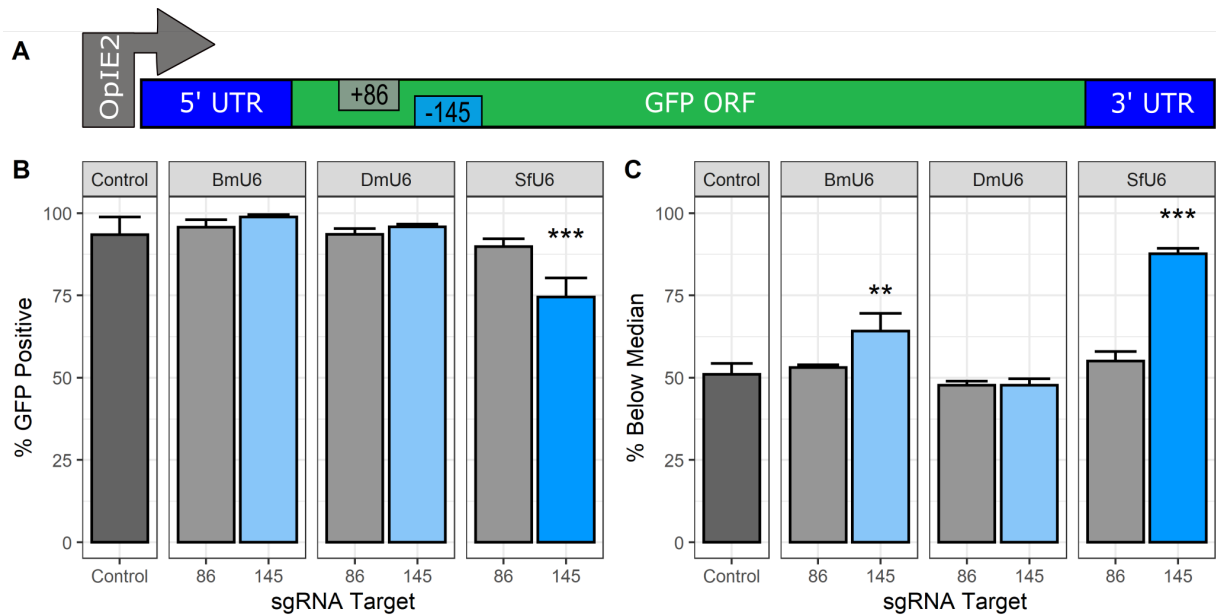 A
OpIE2
5' UTR
+86
-145
GFP ORF
3' UTR
B
Control
BmU6
DmU6
SfU6
% GFP Positive
100
75
50
25
0
***
Control
86
145
86
145
86
145
sgRNA Target
C
Control
BmU6
DmU6
SfU6
% Below Median
100
75
50
25
0
**
***
Control
86
145
86
145
86
145
sgRNA Target